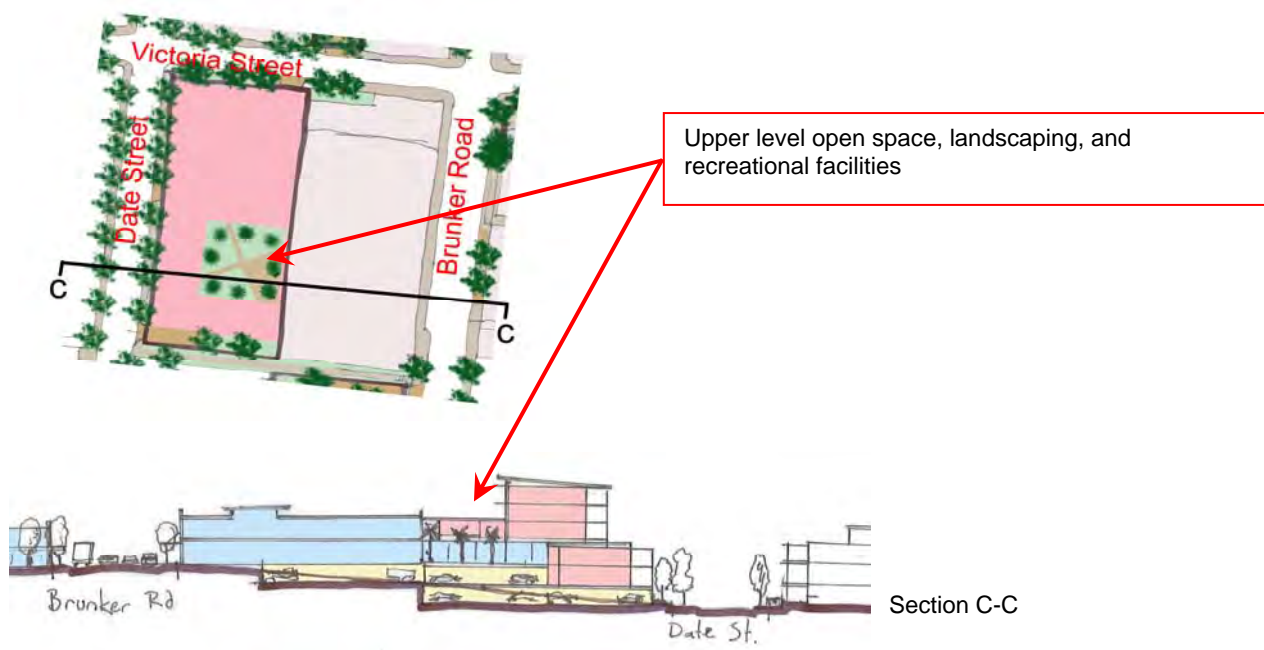 Victoria Street
Date Street
Brunker Road
Upper level open space, landscaping, and
recreational facilities
C
C
Brunker Rd
Date St.
Section C-C